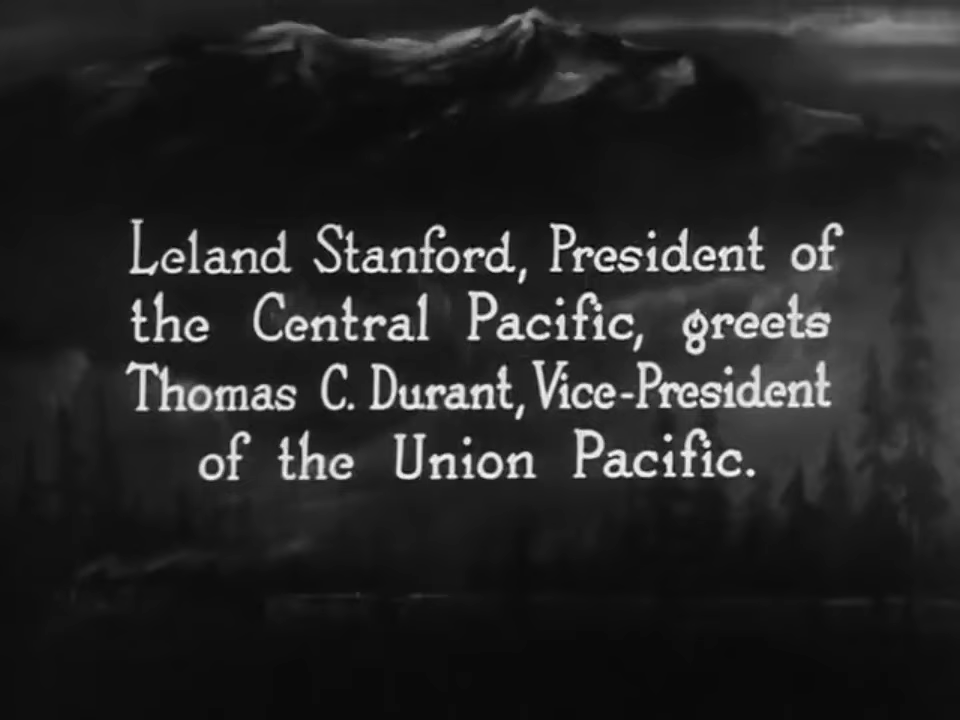 Leland Stanford, President of
the Central Pacific, greets
Thomas C. Durant, Vice-President
of the Union Pacific.